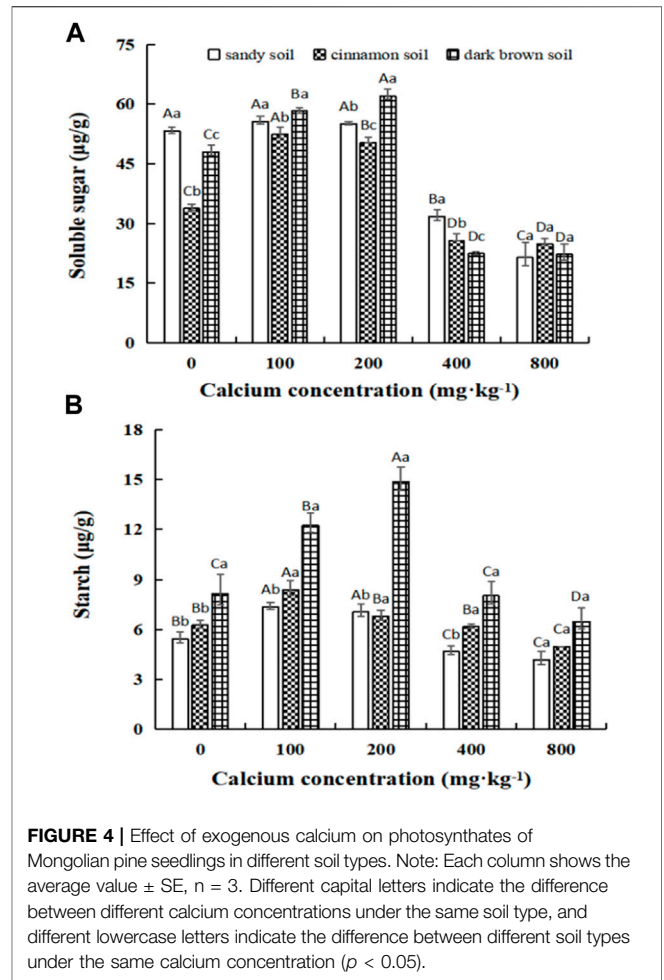 A
sandy soil cinnamon soil dark brown soil
Soluble sugar (μg/g)
75
60
45
30
15
0
Aa Cb Cc Aa Ab Ba Ab Bc Aa Ba Db Dc Ca Da Da
0 100 200 400 800
Calcium concentration (mg·kg⁻¹)
B
Starch (μg/g)
18
15
12
9
6
3
0
Bb Bb Ca Ab Aa Ba Ab Ba Aa Cb Ba Ca Ca Ca Da
0 100 200 400 800
Calcium concentration (mg·kg⁻¹)
FIGURE 4 | Effect of exogenous calcium on photosynthates of
Mongolian pine seedlings in different soil types. Note: Each column shows the
average value ± SE, n = 3. Different capital letters indicate the difference
between different calcium concentrations under the same soil type, and
different lowercase letters indicate the difference between different soil types
under the same calcium concentration (p < 0.05).